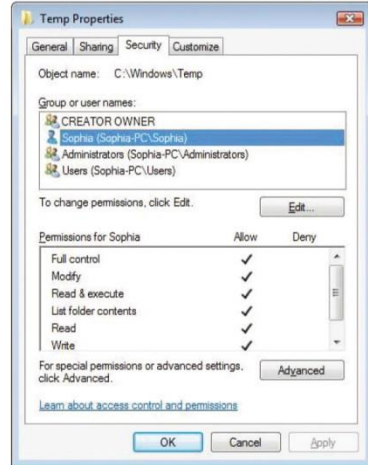 Temp Properties
General Sharing Security Customize
Object name: C:\Windows\Temp
Group or user names:
CREATOR OWNER
Sophia (Sophia-PC\Sophia)
Administrators (Sophia-PC\Administrators)
Users (Sophia-PC\Users)
To change permissions, click Edit. Edit...
Permissions for Sophia Allow Deny
Full control
Modify
Read & execute
List folder contents
Read
Write
For special permissions or advanced settings, click Advanced. Advanced
Learn about access control and permissions
OK Cancel Apply